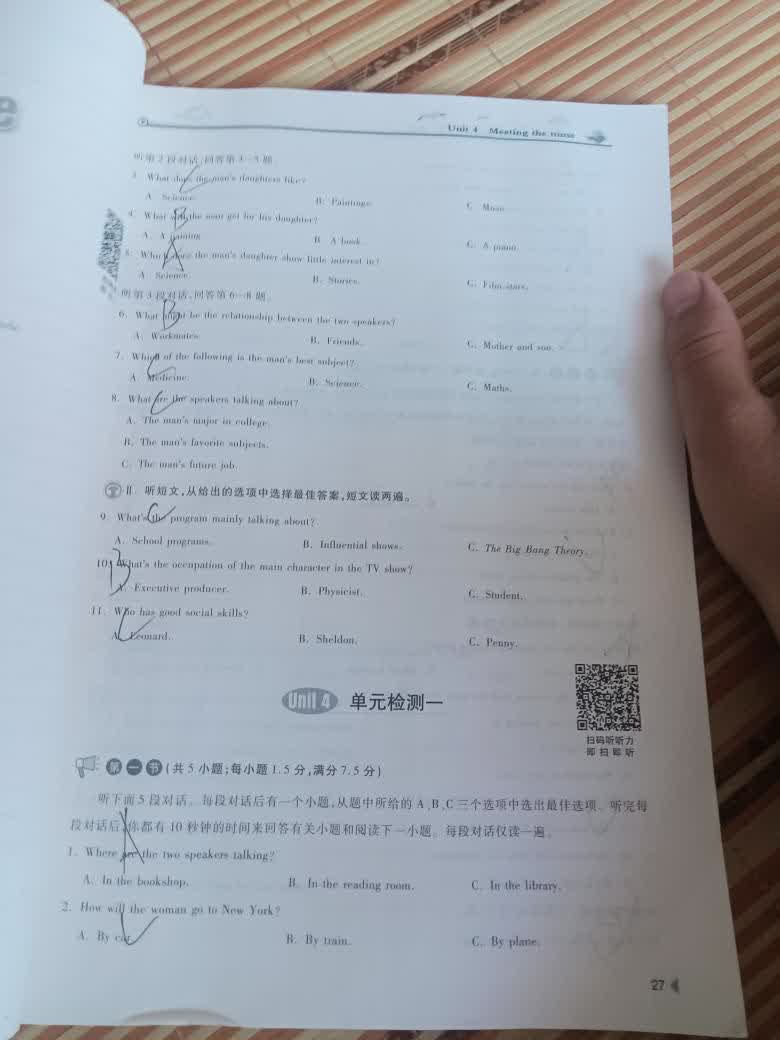 e
Unit 4 Meeting the muse
听第2段对话,回答第3—5题。
3. What does the man's daughters like?
A. Science. B. Paintings. C. Music.
4. What will the man get for his daughter?
B
A. A painting. B. A book. C. A piano.
5. Which does the man's daughter show little interest in?
A
A. Science. B. Stories. C. Film stars.
听第3段对话,回答第6—8题。
6. What might be the relationship between the two speakers?
B
A. Workmates. B. Friends. C. Mother and son.
7. Which of the following is the man's best subject?
C
A. Medicine. B. Science. C. Maths.
8. What are the speakers talking about?
C
A. The man's major in college.
B. The man's favorite subjects.
C. The man's future job.
Ⅱ. 听短文,从给出的选项中选择最佳答案,短文读两遍。
9. What's the program mainly talking about?
C
A. School programs. B. Influential shows. C. The Big Bang Theory.
10. What's the occupation of the main character in the TV show?
B
A. Executive producer. B. Physicist. C. Student.
11. Who has good social skills?
C
A. Leonard. B. Sheldon. C. Penny.
Unit 4 单元检测一
扫码听听力
即扫即听
第一节(共5小题;每小题1.5分,满分7.5分)
听下面5段对话。每段对话后有一个小题,从题中所给的A、B、C三个选项中选出最佳选项。听完每
段对话后,你都有10秒钟的时间来回答有关小题和阅读下一小题。每段对话仅读一遍。
1. Where are the two speakers talking?
A
A. In the bookshop. B. In the reading room. C. In the library.
2. How will the woman go to New York?
C
A. By car. B. By train. C. By plane.
27